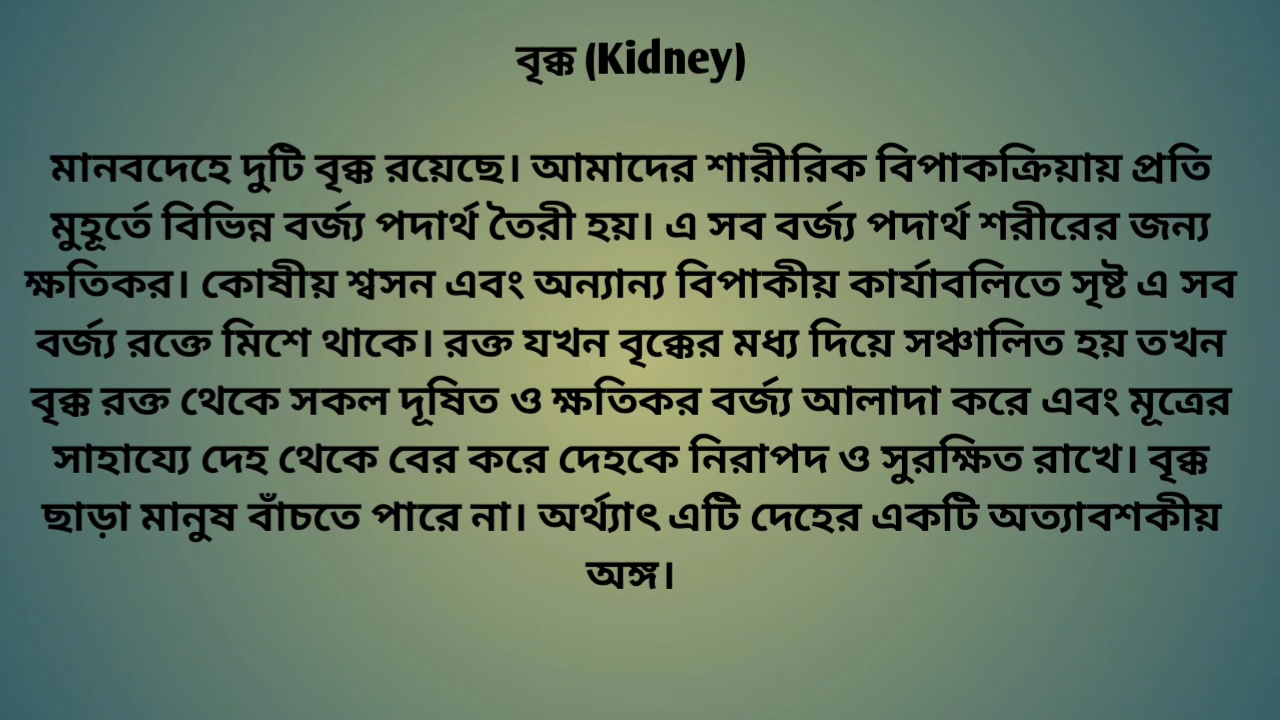 বৃক্ক (Kidney)
মানবদেহে দুটি বৃক্ক রয়েছে। আমাদের শারীরিক বিপাকক্রিয়ায় প্রতি
মুহূর্তে বিভিন্ন বর্জ্য পদার্থ তৈরী হয়। এ সব বর্জ্য পদার্থ শরীরের জন্য
ক্ষতিকর। কোষীয় শ্বসন এবং অন্যান্য বিপাকীয় কার্যাবলিতে সৃষ্ট এ সব
বর্জ্য রক্তে মিশে থাকে। রক্ত যখন বৃক্কের মধ্য দিয়ে সঞ্চালিত হয় তখন
বৃক্ক রক্ত থেকে সকল দূষিত ও ক্ষতিকর বর্জ্য আলাদা করে এবং মূত্রের
সাহায্যে দেহ থেকে বের করে দেহকে নিরাপদ ও সুরক্ষিত রাখে। বৃক্ক
ছাড়া মানুষ বাঁচতে পারে না। অর্থ্যাৎ এটি দেহের একটি অত্যাবশকীয়
অঙ্গ।